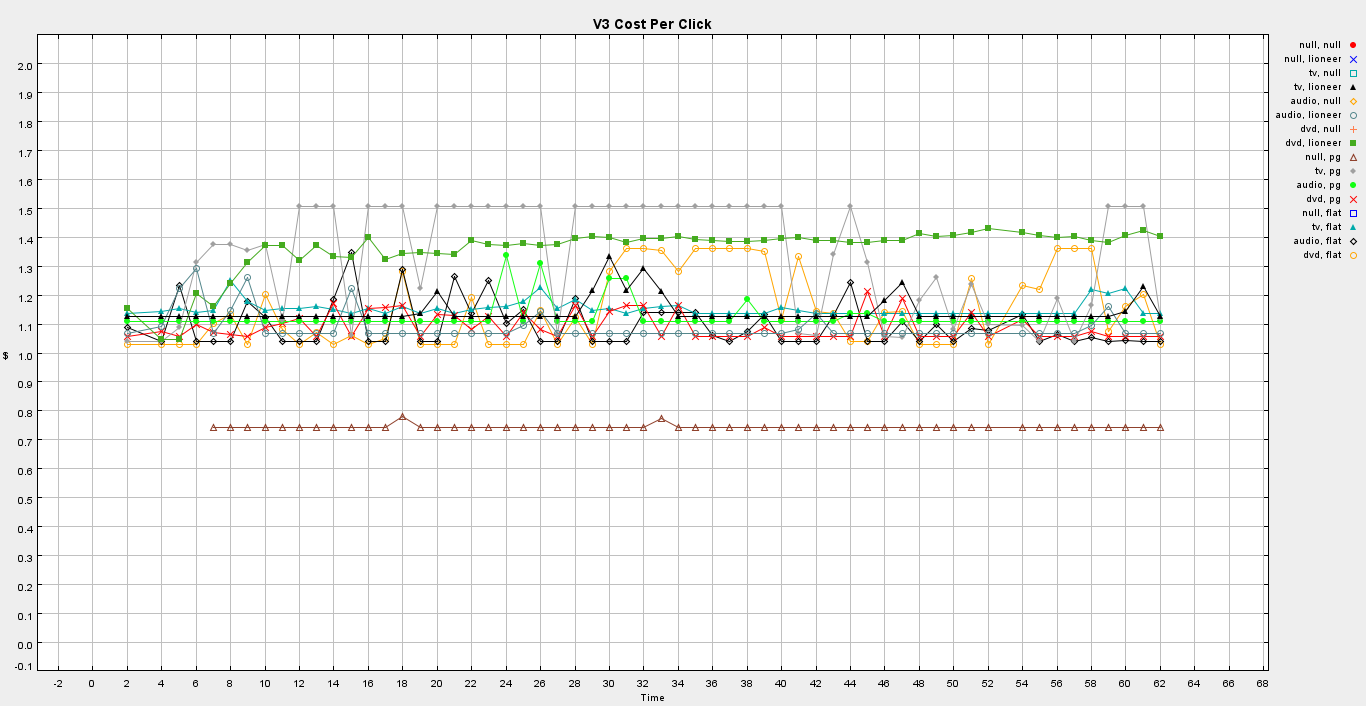 V3 Cost Per Click
null, null
null, lioneer
tv, null
tv, lioneer
audio, null
audio, lioneer
dvd, null
dvd, lioneer
null, pg
tv, pg
audio, pg
dvd, pg
null, flat
tv, flat
audio, flat
dvd, flat
2.0
1.9
1.8
1.7
1.6
1.5
1.4
1.3
1.2
1.1
1.0
$
0.9
0.8
0.7
0.6
0.5
0.4
0.3
0.2
0.1
0.0
-0.1
-2 0 2 4 6 8 10 12 14 16 18 20 22 24 26 28 30 32 34 36 38 40 42 44 46 48 50 52 54 56 58 60 62 64 66 68
Time